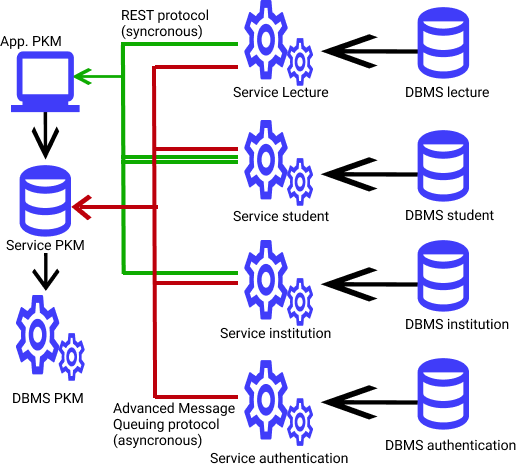 REST protocol
(syncronous)
App. PKM
Service Lecture
DBMS lecture
Service student
DBMS student
Service PKM
Service institution
DBMS institution
DBMS PKM
Advanced Message
Queuing protocol
(asyncronous)
Service authentication
DBMS authentication